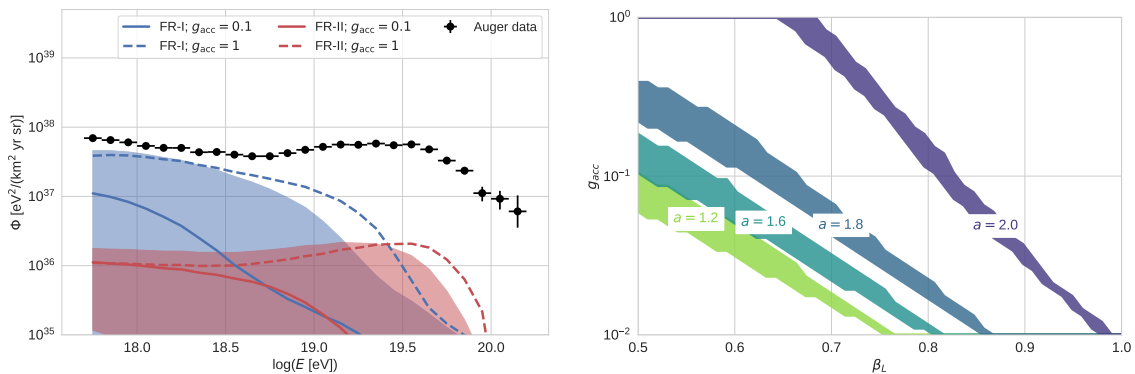 FR-I; g_acc = 0.1
FR-I; g_acc = 1
FR-II; g_acc = 0.1
FR-II; g_acc = 1
Auger data
10^39
10^38
10^37
10^36
10^35
Φ [eV²/(km² yr sr)]
18.0 18.5 19.0 19.5 20.0
log(E [eV])
10^0
10^−1
10^−2
g_acc
a = 1.2
a = 1.6
a = 1.8
a = 2.0
0.5 0.6 0.7 0.8 0.9 1.0
β_L